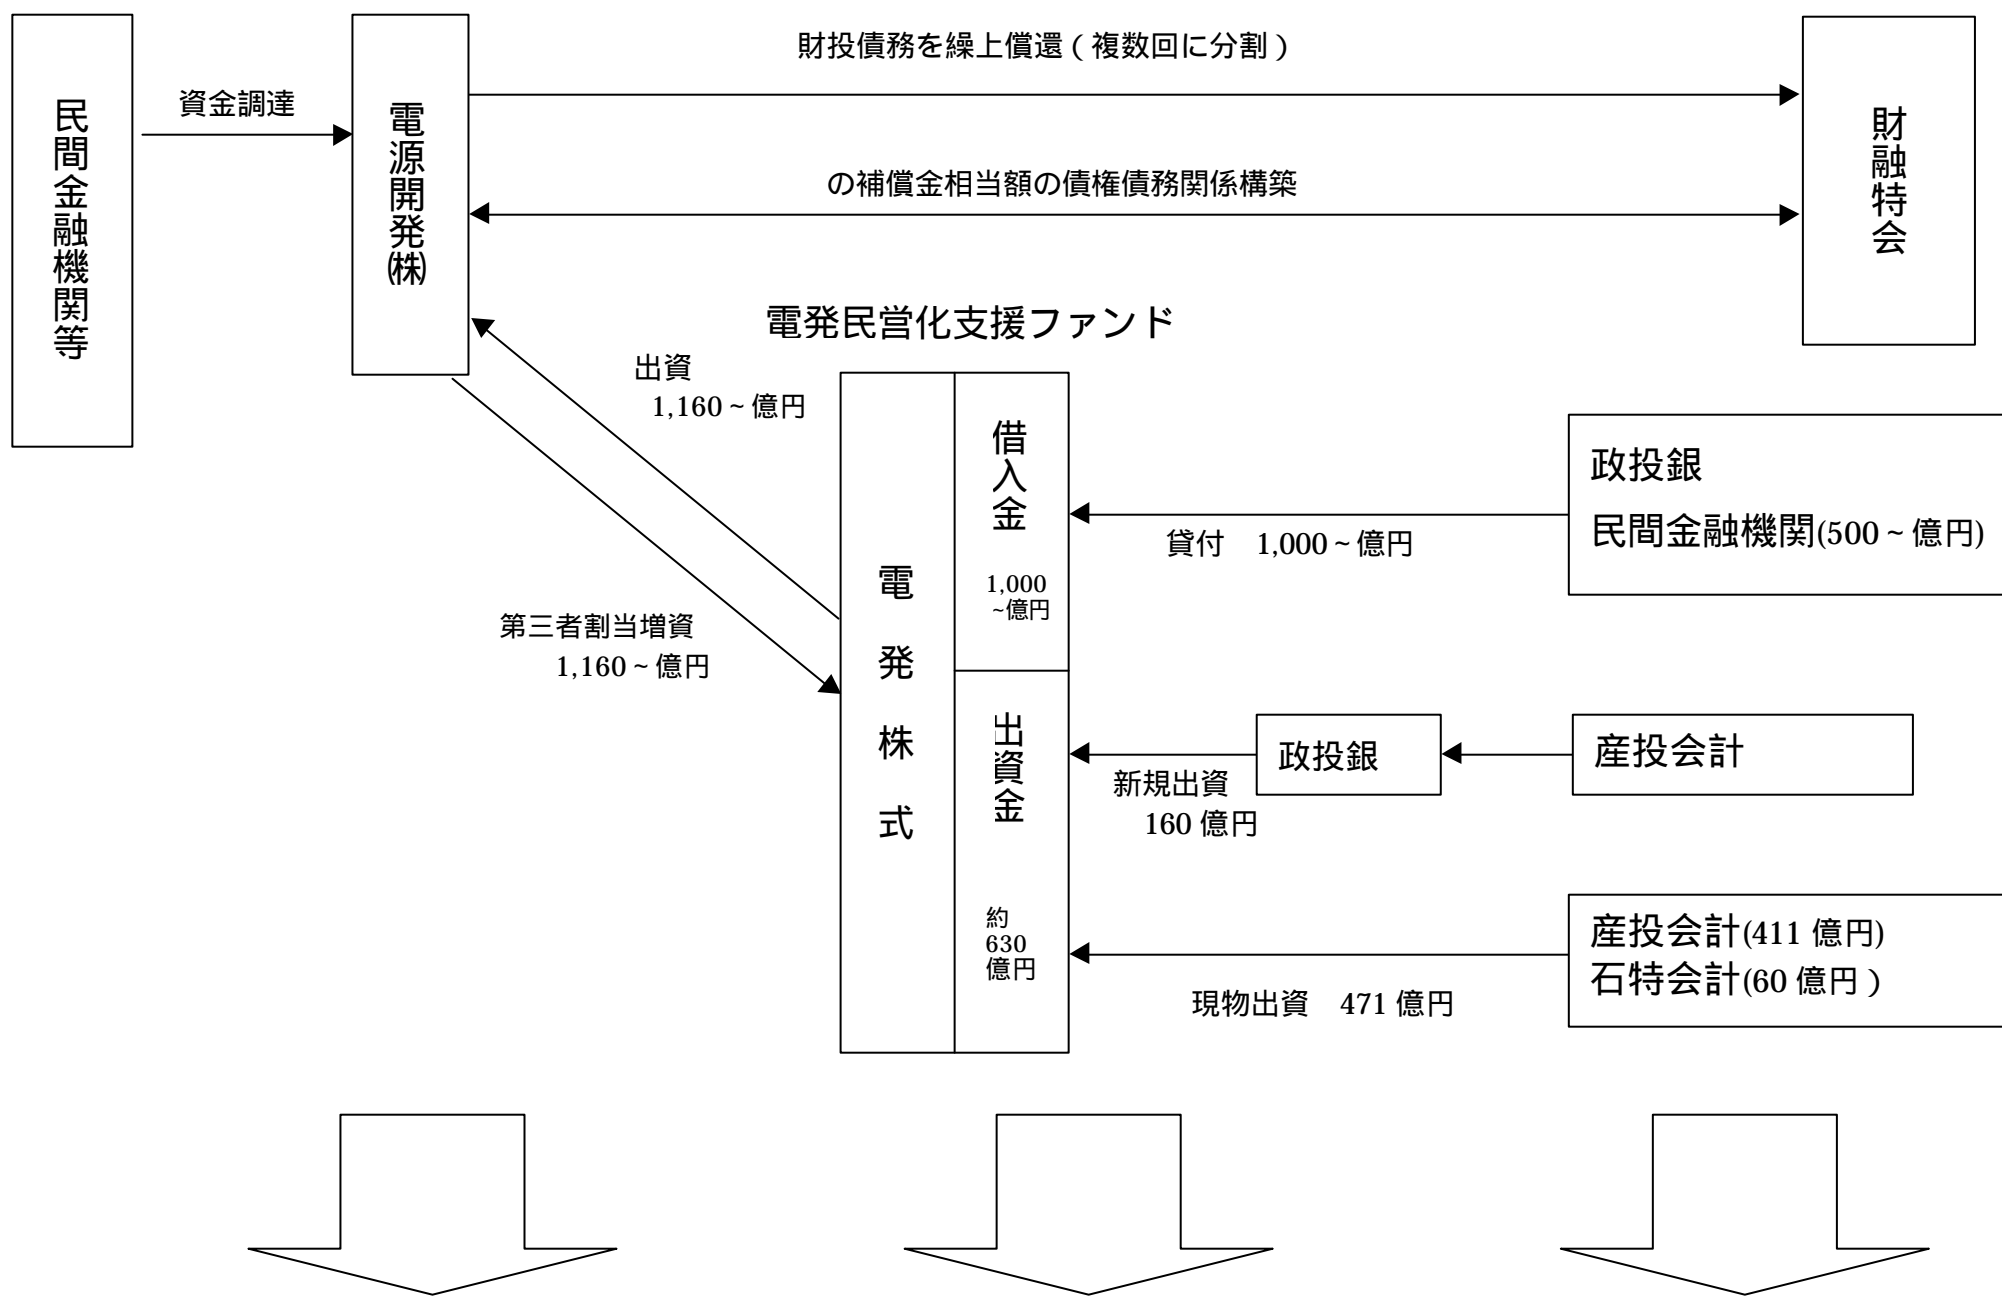 財投債務を繰上償還(複数回に分割)
民間金融機関等
資金調達
電源開発㈱
財融特会
の補償金相当額の債権債務関係構築
電発民営化支援ファンド
出資
1,160~億円
第三者割当増資
1,160~億円
電発株式
借入金
1,000
~億円
貸付 1,000~億円
政投銀
民間金融機関(500~億円)
出資金
約
630
億円
新規出資
160億円
政投銀
産投会計
現物出資 471億円
産投会計(411億円)
石特会計(60億円)